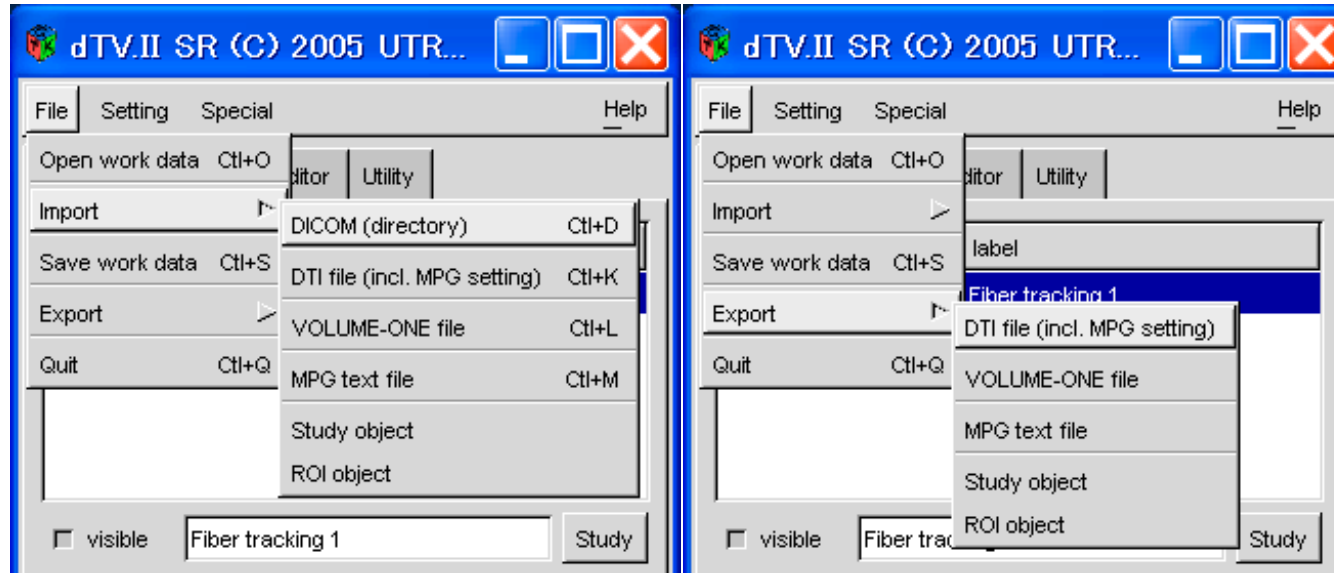 dTV.II SR (C) 2005 UTR...
File Setting Special Help
Open work data Ctl+O
ditor Utility
Import
DICOM (directory) Ctl+D
Save work data Ctl+S
DTI file (incl. MPG setting) Ctl+K
Export
VOLUME-ONE file Ctl+L
Quit Ctl+Q
MPG text file Ctl+M
Study object
ROI object
visible Fiber tracking 1 Study
dTV.II SR (C) 2005 UTR...
File Setting Special Help
Open work data Ctl+O
ditor Utility
Import
label
Save work data Ctl+S
Fiber tracking 1
Export
DTI file (incl. MPG setting)
Quit Ctl+Q
VOLUME-ONE file
MPG text file
Study object
ROI object
visible Fiber trac Study